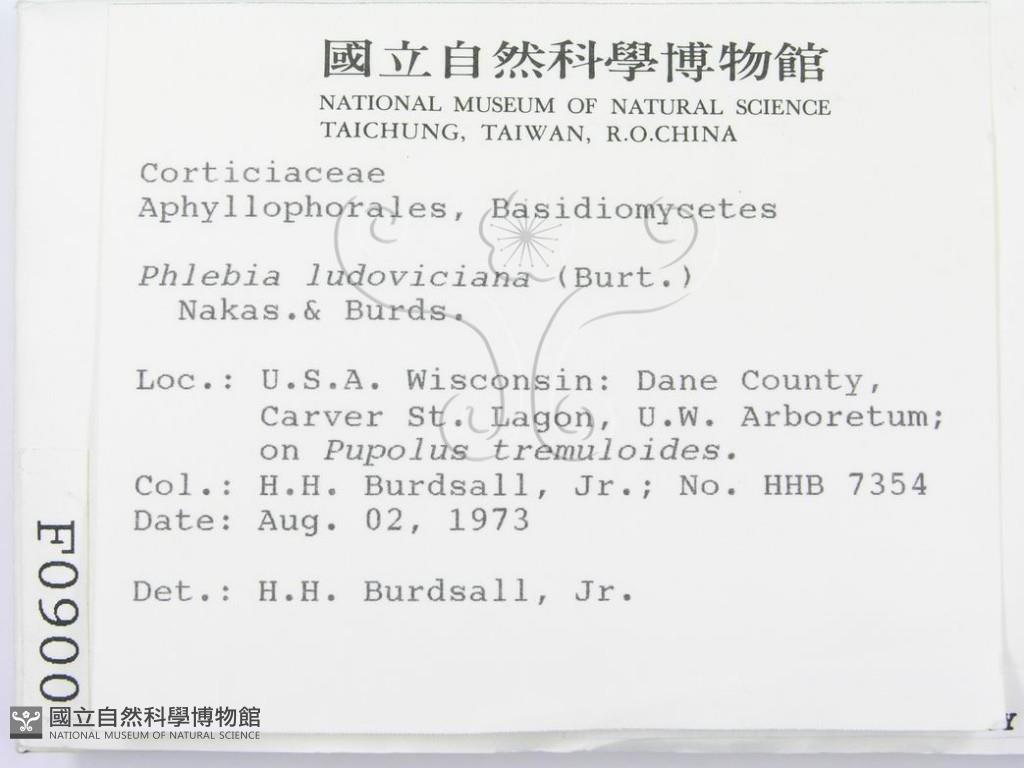 國立自然科學博物館
NATIONAL MUSEUM OF NATURAL SCIENCE
TAICHUNG, TAIWAN, R.O.CHINA
Corticiaceae
Aphyllophorales, Basidiomycetes
Phlebia ludoviciana (Burt.)
Nakas.& Burds.
Loc.: U.S.A. Wisconsin: Dane County,
Carver St. Lagon, U.W. Arboretum;
on Pupolus tremuloides.
Col.: H.H. Burdsall, Jr.; No. HHB 7354
Date: Aug. 02, 1973
Det.: H.H. Burdsall, Jr.
F0900
國立自然科學博物館
NATIONAL MUSEUM OF NATURAL SCIENCE
Y